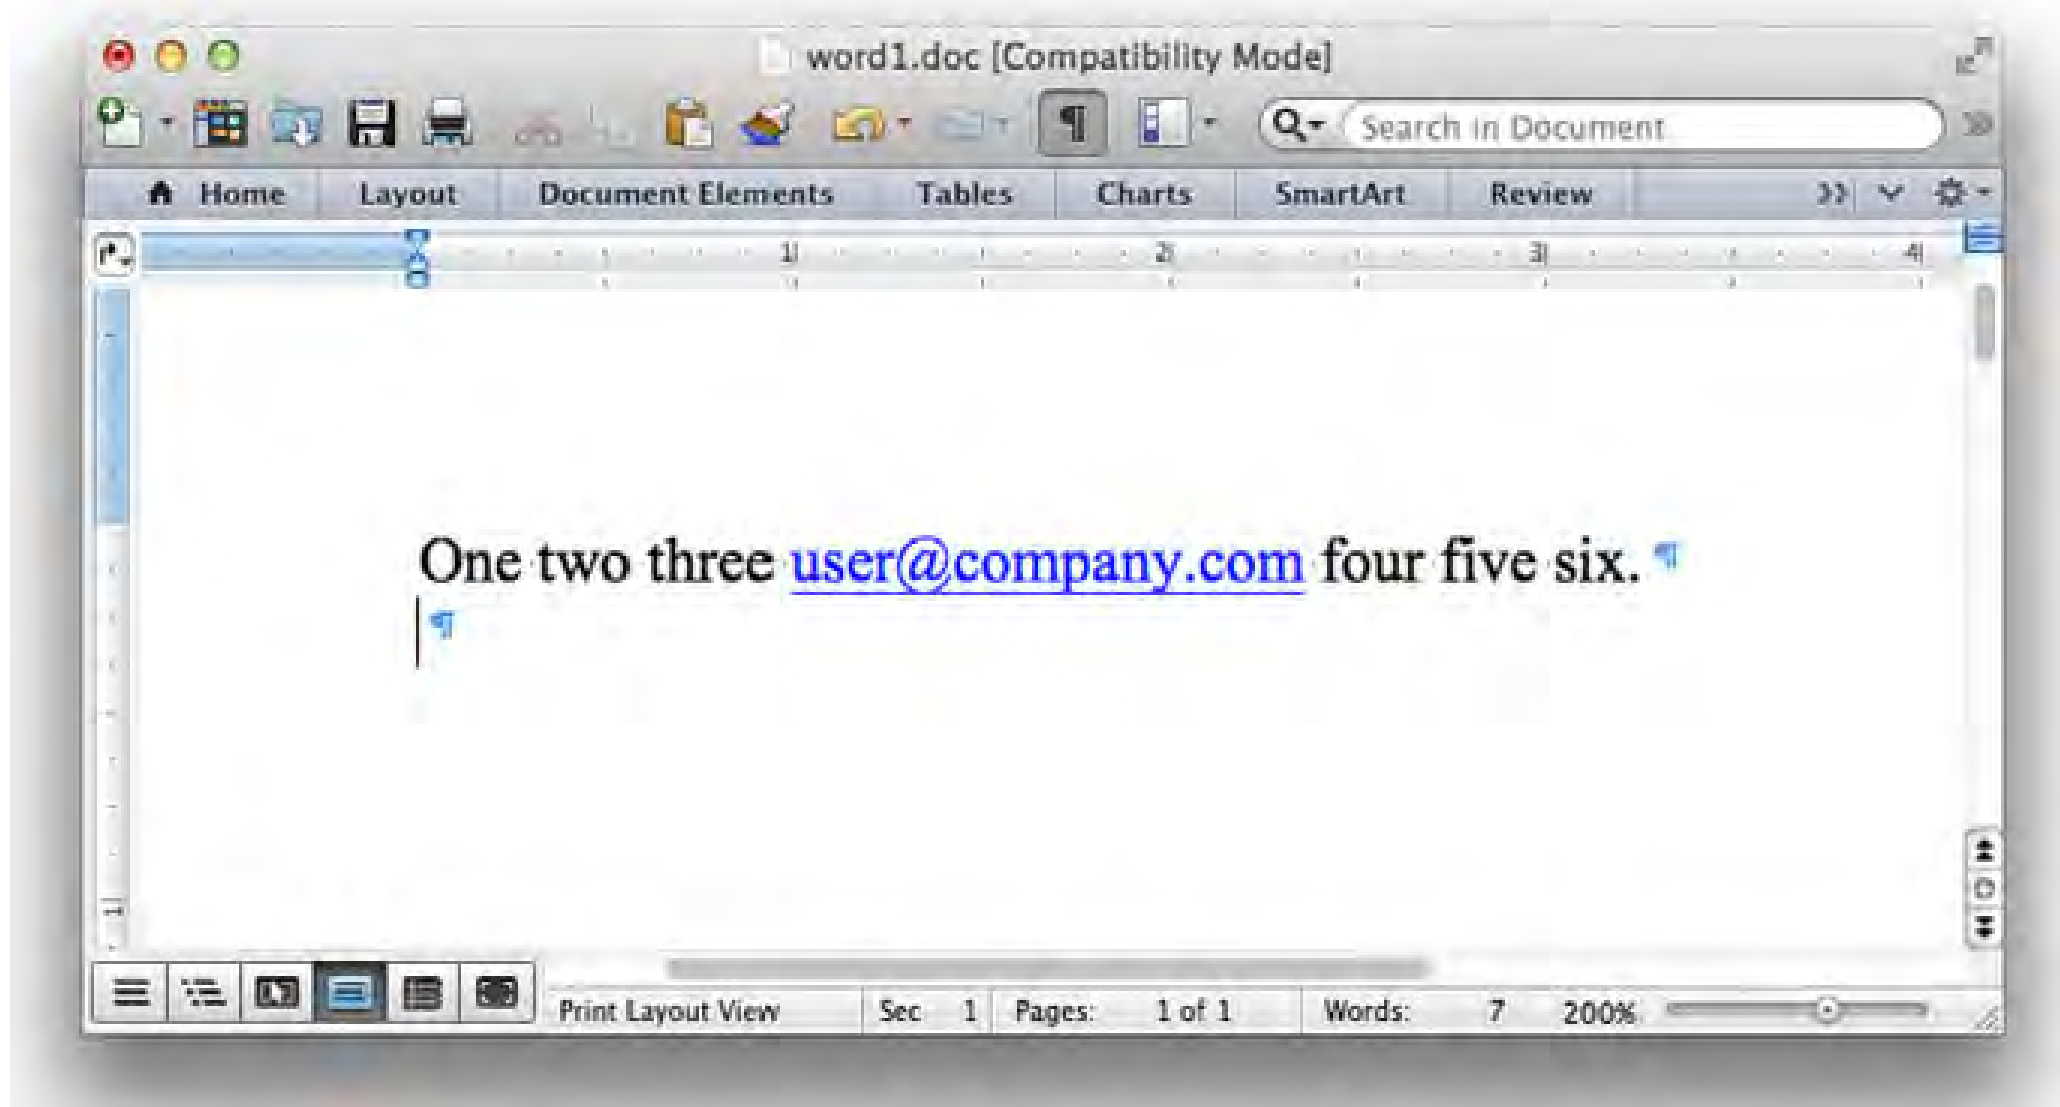 word1.doc [Compatibility Mode]
Search in Document
Home Layout Document Elements Tables Charts SmartArt Review
1 2 3 4
One two three user@company.com four five six. ¶
¶
1
Print Layout View Sec 1 Pages: 1 of 1 Words: 7 200%